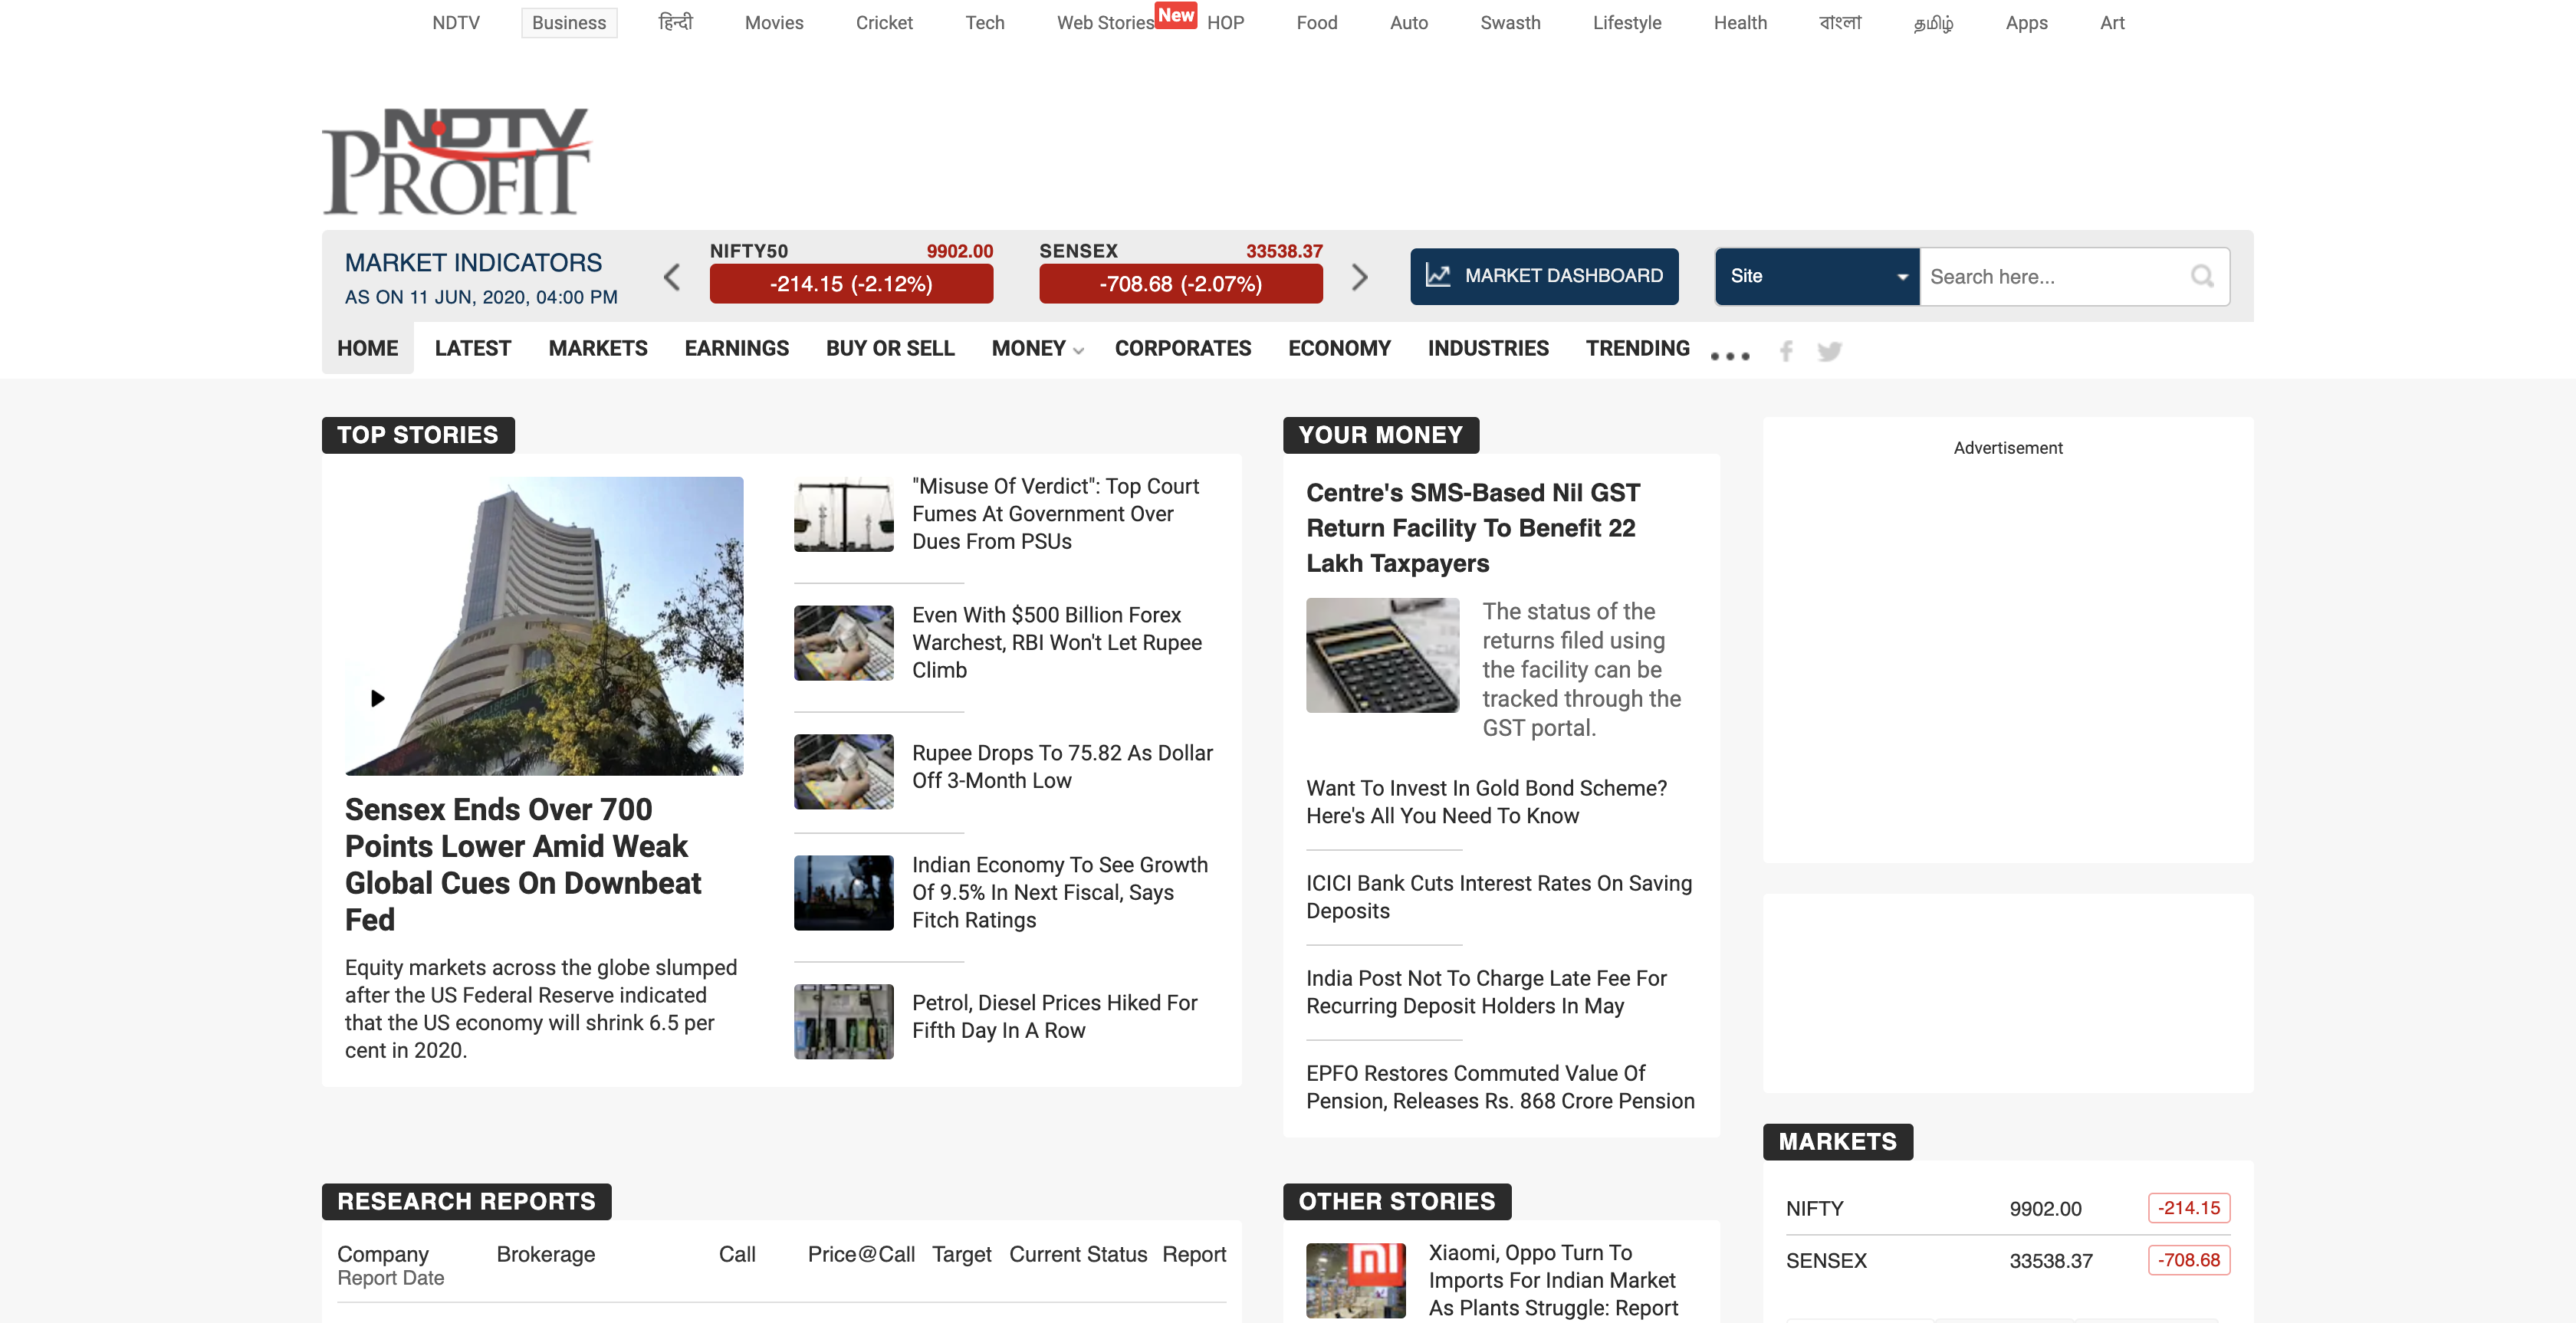 NDTV
Business
हिन्दी
Movies
Cricket
Tech
Web Stories
New
HOP
Food
Auto
Swasth
Lifestyle
Health
বাংলা
தமிழ்
Apps
Art
NDTV
PROFIT
MARKET INDICATORS
AS ON 11 JUN, 2020, 04:00 PM
NIFTY50 9902.00
-214.15 (-2.12%)
SENSEX 33538.37
-708.68 (-2.07%)
MARKET DASHBOARD
Site
Search here...
HOME
LATEST
MARKETS
EARNINGS
BUY OR SELL
MONEY
CORPORATES
ECONOMY
INDUSTRIES
TRENDING
TOP STORIES
Sensex Ends Over 700
Points Lower Amid Weak
Global Cues On Downbeat
Fed
Equity markets across the globe slumped
after the US Federal Reserve indicated
that the US economy will shrink 6.5 per
cent in 2020.
"Misuse Of Verdict": Top Court
Fumes At Government Over
Dues From PSUs
Even With $500 Billion Forex
Warchest, RBI Won't Let Rupee
Climb
Rupee Drops To 75.82 As Dollar
Off 3-Month Low
Indian Economy To See Growth
Of 9.5% In Next Fiscal, Says
Fitch Ratings
Petrol, Diesel Prices Hiked For
Fifth Day In A Row
YOUR MONEY
Centre's SMS-Based Nil GST
Return Facility To Benefit 22
Lakh Taxpayers
The status of the
returns filed using
the facility can be
tracked through the
GST portal.
Want To Invest In Gold Bond Scheme?
Here's All You Need To Know
ICICI Bank Cuts Interest Rates On Saving
Deposits
India Post Not To Charge Late Fee For
Recurring Deposit Holders In May
EPFO Restores Commuted Value Of
Pension, Releases Rs. 868 Crore Pension
Advertisement
MARKETS
NIFTY 9902.00 -214.15
SENSEX 33538.37 -708.68
RESEARCH REPORTS
Company Brokerage Call Price@Call Target Current Status Report
Report Date
OTHER STORIES
Xiaomi, Oppo Turn To
Imports For Indian Market
As Plants Struggle: Report